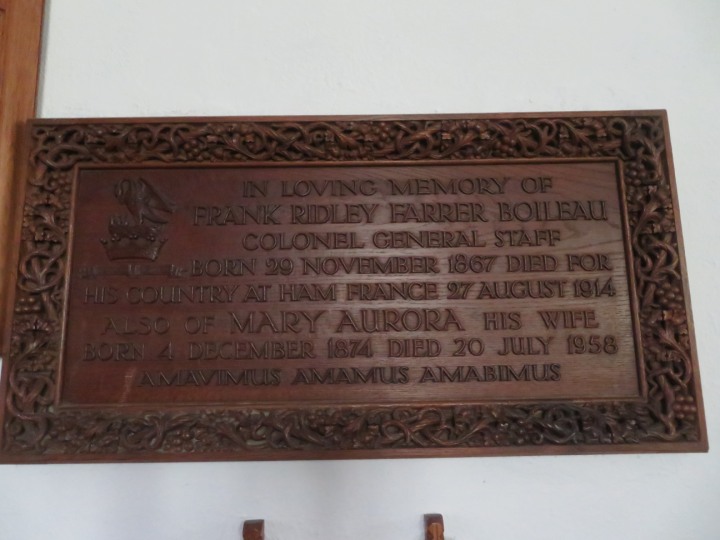 IN LOVING MEMORY OF
FRANK RIDLEY FARRER BOILEAU
COLONEL GENERAL STAFF
BORN 29 NOVEMBER 1867 DIED FOR
HIS COUNTRY AT HAM FRANCE 27 AUGUST 1914
ALSO OF MARY AURORA HIS WIFE
BORN 4 DECEMBER 1874 DIED 20 JULY 1958
AMAVIMUS AMAMUS AMABIMUS